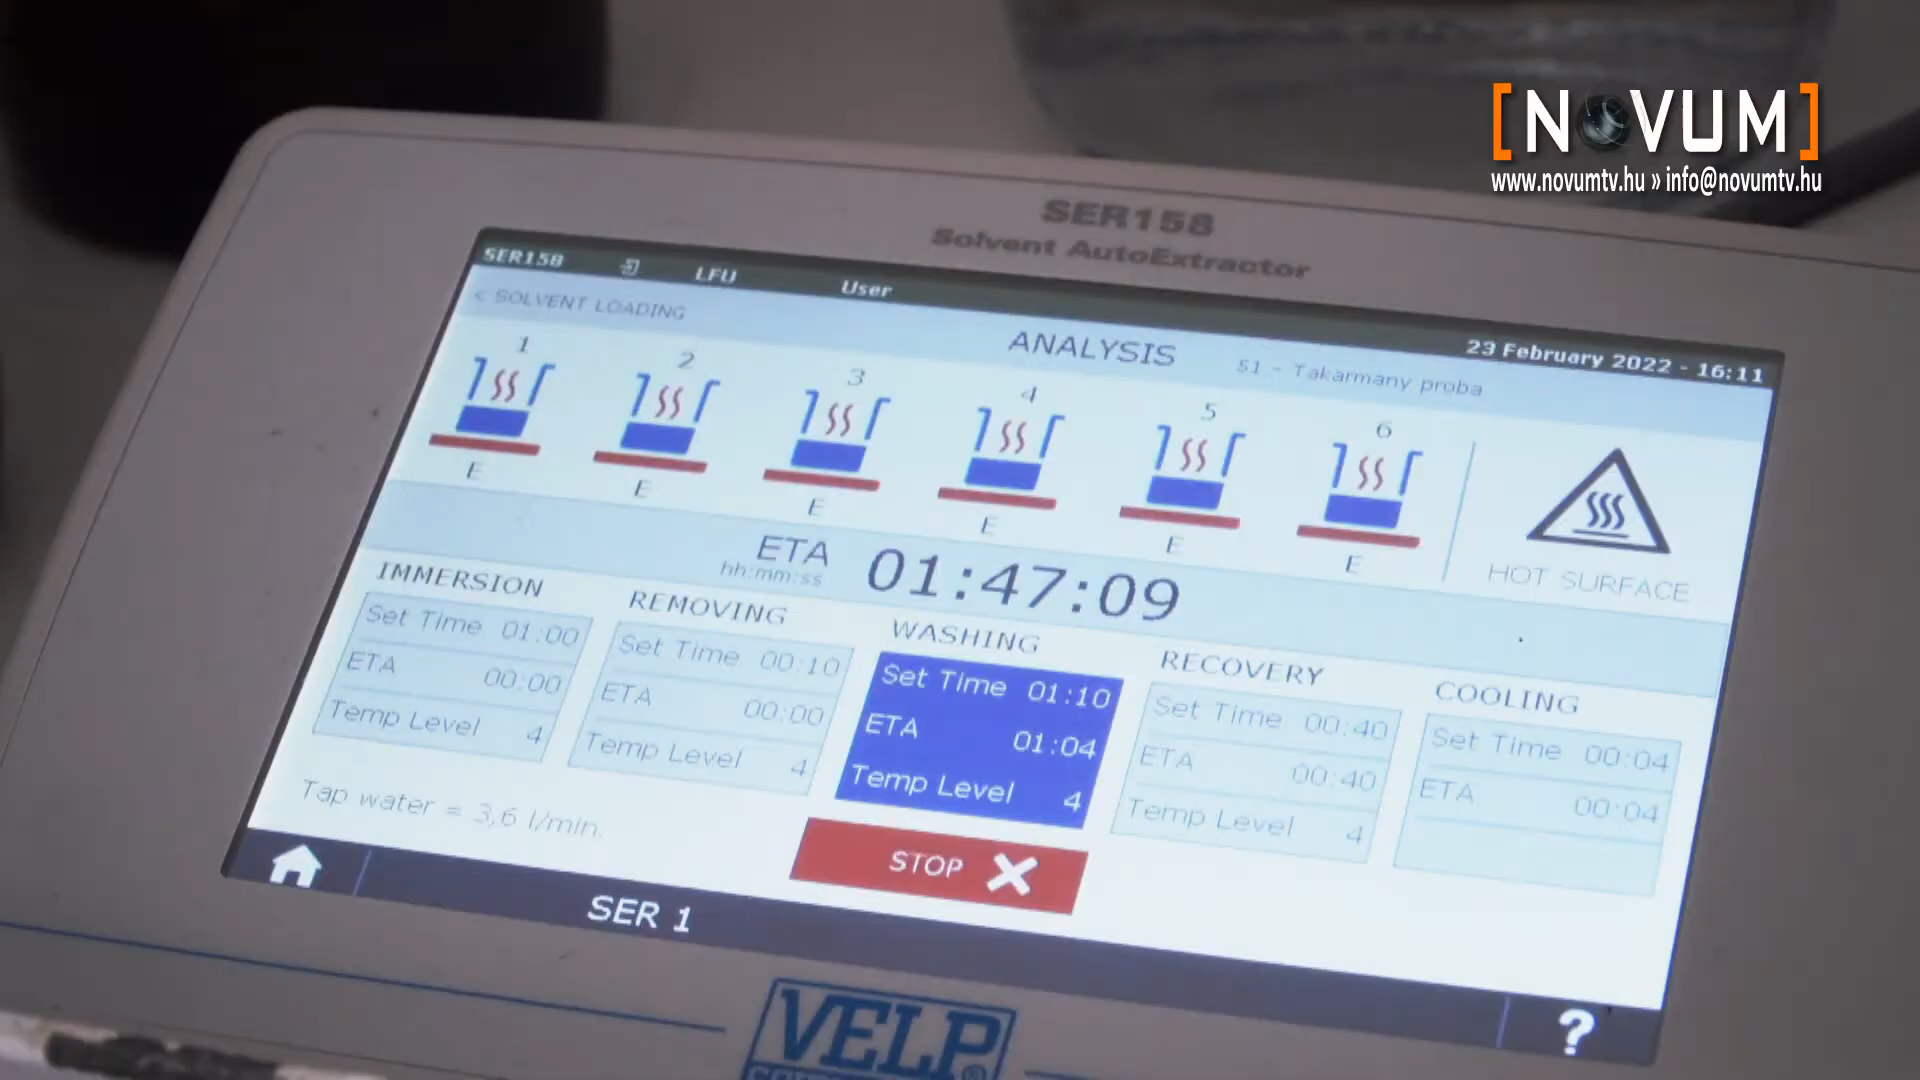 [NOVUM]
www.novumtv.hu » info@novumtv.hu
SER158
Solvent AutoExtractor
SER158 LFU User 23 February 2022 - 16:11
< SOLVENT LOADING
ANALYSIS 51 - Takarmany proba
1 2 3 4 5 6
E E E E E E
HOT SURFACE
ETA 01:47:09
hh:mm:ss
IMMERSION
Set Time 01:00
ETA 00:00
Temp Level 4
REMOVING
Set Time 00:10
ETA 00:00
Temp Level 4
WASHING
Set Time 01:10
ETA 01:04
Temp Level 4
RECOVERY
Set Time 00:40
ETA 00:40
Temp Level 4
COOLING
Set Time 00:04
ETA 00:04
Tap water = 3,6 l/min.
STOP
SER 1
?
VELP®